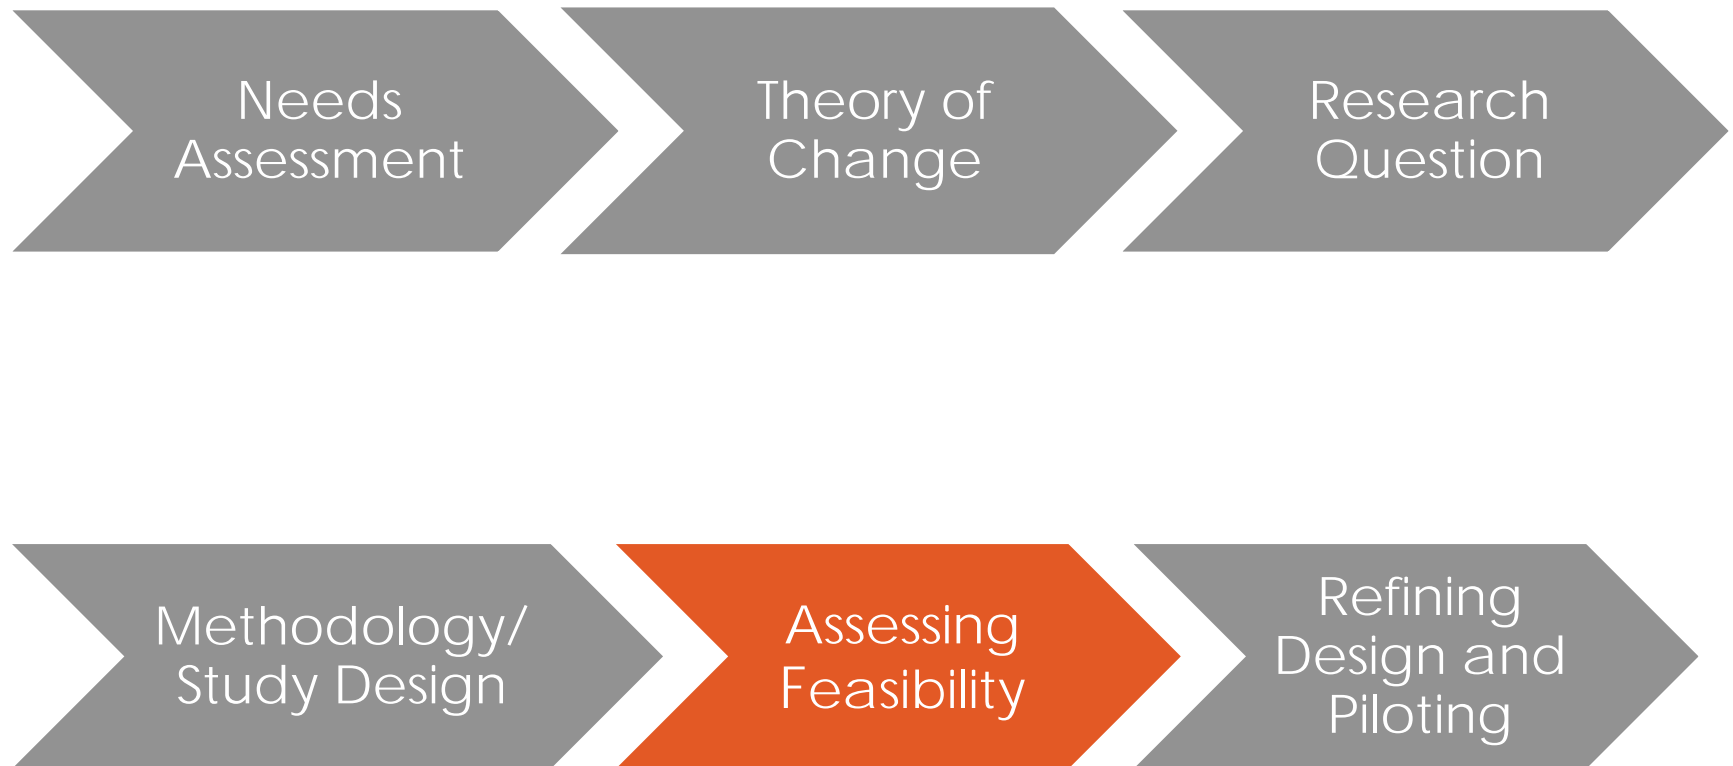 Needs
Assessment
Theory of
Change
Research
Question
Methodology/
Study Design
Assessing
Feasibility
Refining
Design and
Piloting